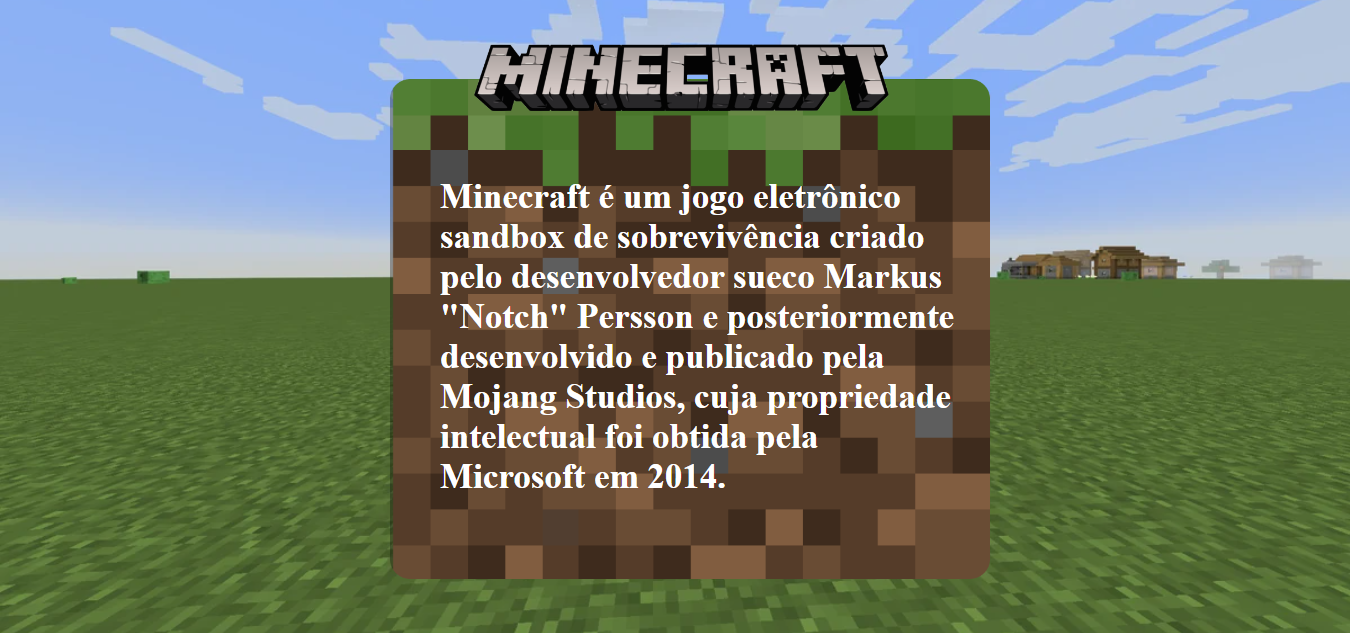 MINECRAFT
Minecraft é um jogo eletrônico
sandbox de sobrevivência criado
pelo desenvolvedor sueco Markus
"Notch" Persson e posteriormente
desenvolvido e publicado pela
Mojang Studios, cuja propriedade
intelectual foi obtida pela
Microsoft em 2014.